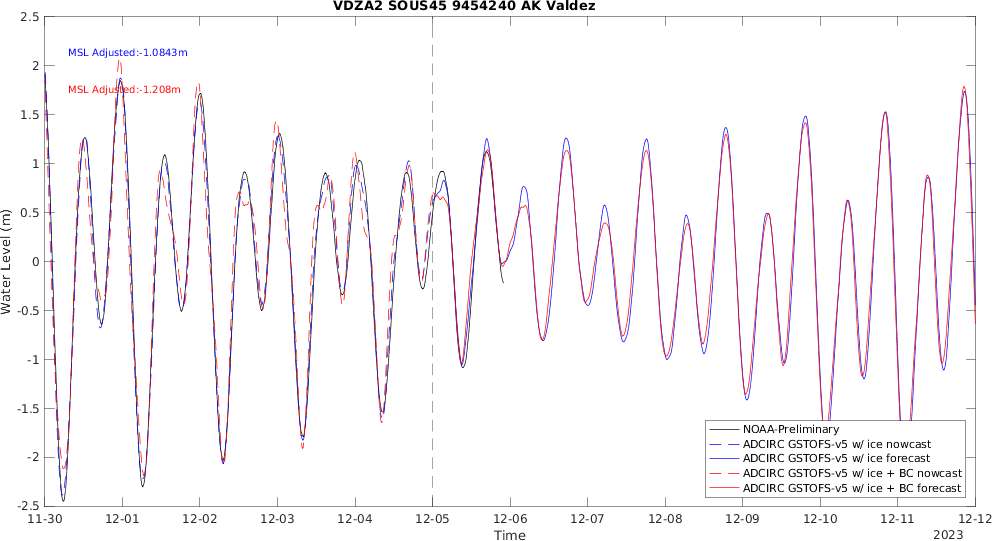 VDZA2 SOUS45 9454240 AK Valdez
MSL Adjusted:-1.0843m
MSL Adjusted:-1.208m
Water Level (m)
2.5
2
1.5
1
0.5
0
-0.5
-1
-1.5
-2
-2.5
NOAA-Preliminary
ADCIRC GSTOFS-v5 w/ ice nowcast
ADCIRC GSTOFS-v5 w/ ice forecast
ADCIRC GSTOFS-v5 w/ ice + BC nowcast
ADCIRC GSTOFS-v5 w/ ice + BC forecast
11-30 12-01 12-02 12-03 12-04 12-05 12-06 12-07 12-08 12-09 12-10 12-11 12-12
Time
2023